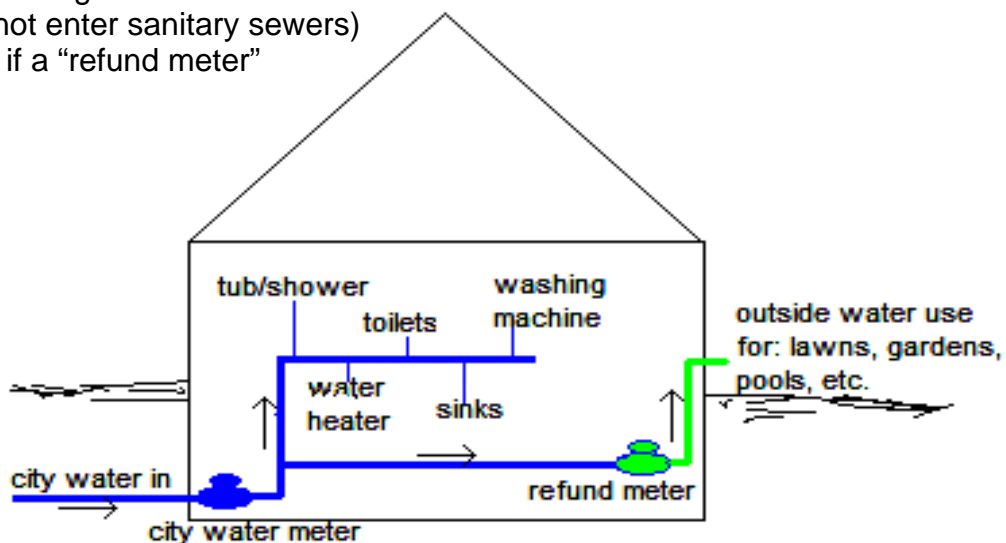 not enter sanitary sewers)
if a “refund meter”
tub/shower
washing
machine
toilets
water
heater
sinks
outside water use
for: lawns, gardens,
pools, etc.
city water in
city water meter
refund meter